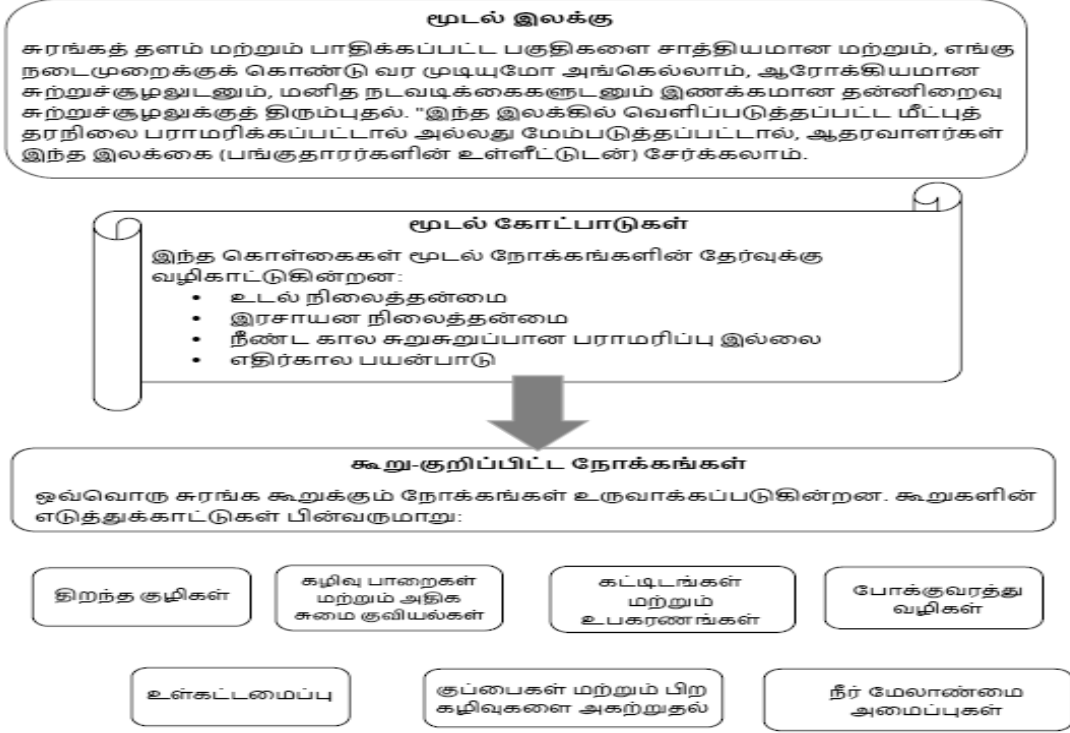 மூடல் இலக்கு
சுரங்கத் தளம் மற்றும் பாதிக்கப்பட்ட பகுதிகளை சாத்தியமான மற்றும், எங்கு
நடைமுறைக்குக் கொண்டு வர முடியுமோ அங்கெல்லாம், ஆரோக்கியமான
சுற்றுச்சூழலுடனும், மனித நடவடிக்கைகளுடனும் இணக்கமான தன்னிறைவு
சுற்றுச்சூழலுக்குத் திரும்புதல். "இந்த இலக்கில் வெளிப்படுத்தப்பட்ட மீட்புத்
தரநிலை பராமரிக்கப்பட்டால் அல்லது மேம்படுத்தப்பட்டால், ஆதரவாளர்கள்
இந்த இலக்கை (பங்குதாரர்களின் உள்ளீட்டுடன்) சேர்க்கலாம்.
மூடல் கோட்பாடுகள்
இந்த கொள்கைகள் மூடல் நோக்கங்களின் தேர்வுக்கு
வழிகாட்டுகின்றன:
• உடல் நிலைத்தன்மை
• இரசாயன நிலைத்தன்மை
• நீண்ட கால சுறுசுறுப்பான பராமரிப்பு இல்லை
• எதிர்கால பயன்பாடு
கூறு-குறிப்பிட்ட நோக்கங்கள்
ஒவ்வொரு சுரங்க கூறுக்கும் நோக்கங்கள் உருவாக்கப்படுகின்றன. கூறுகளின்
எடுத்துக்காட்டுகள் பின்வருமாறு:
திறந்த குழிகள்
கழிவு பாறைகள்
மற்றும் அதிக
சுமை குவியல்கள்
கட்டிடங்கள்
மற்றும்
உபகரணங்கள்
போக்குவரத்து
வழிகள்
உள்கட்டமைப்பு
குப்பைகள் மற்றும் பிற
கழிவுகளை அகற்றுதல்
நீர் மேலாண்மை
அமைப்புகள்